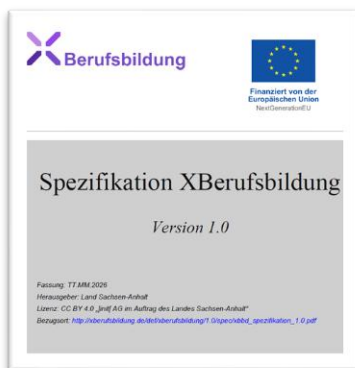 Berufsbildung
Finanziert von der
Europäischen Union
NextGenerationEU
Spezifikation XBerufsbildung
Version 1.0
Fassung: TT.MM.2026
Herausgeber: Land Sachsen-Anhalt
Lizenz: CC BY 4.0 „]init[ AG im Auftrag des Landes Sachsen-Anhalt“
Bezugsort: http://xberufsbildung.de/def/xberufsbildung/1.0/spec/xbbd_spezifikation_1.0.pdf